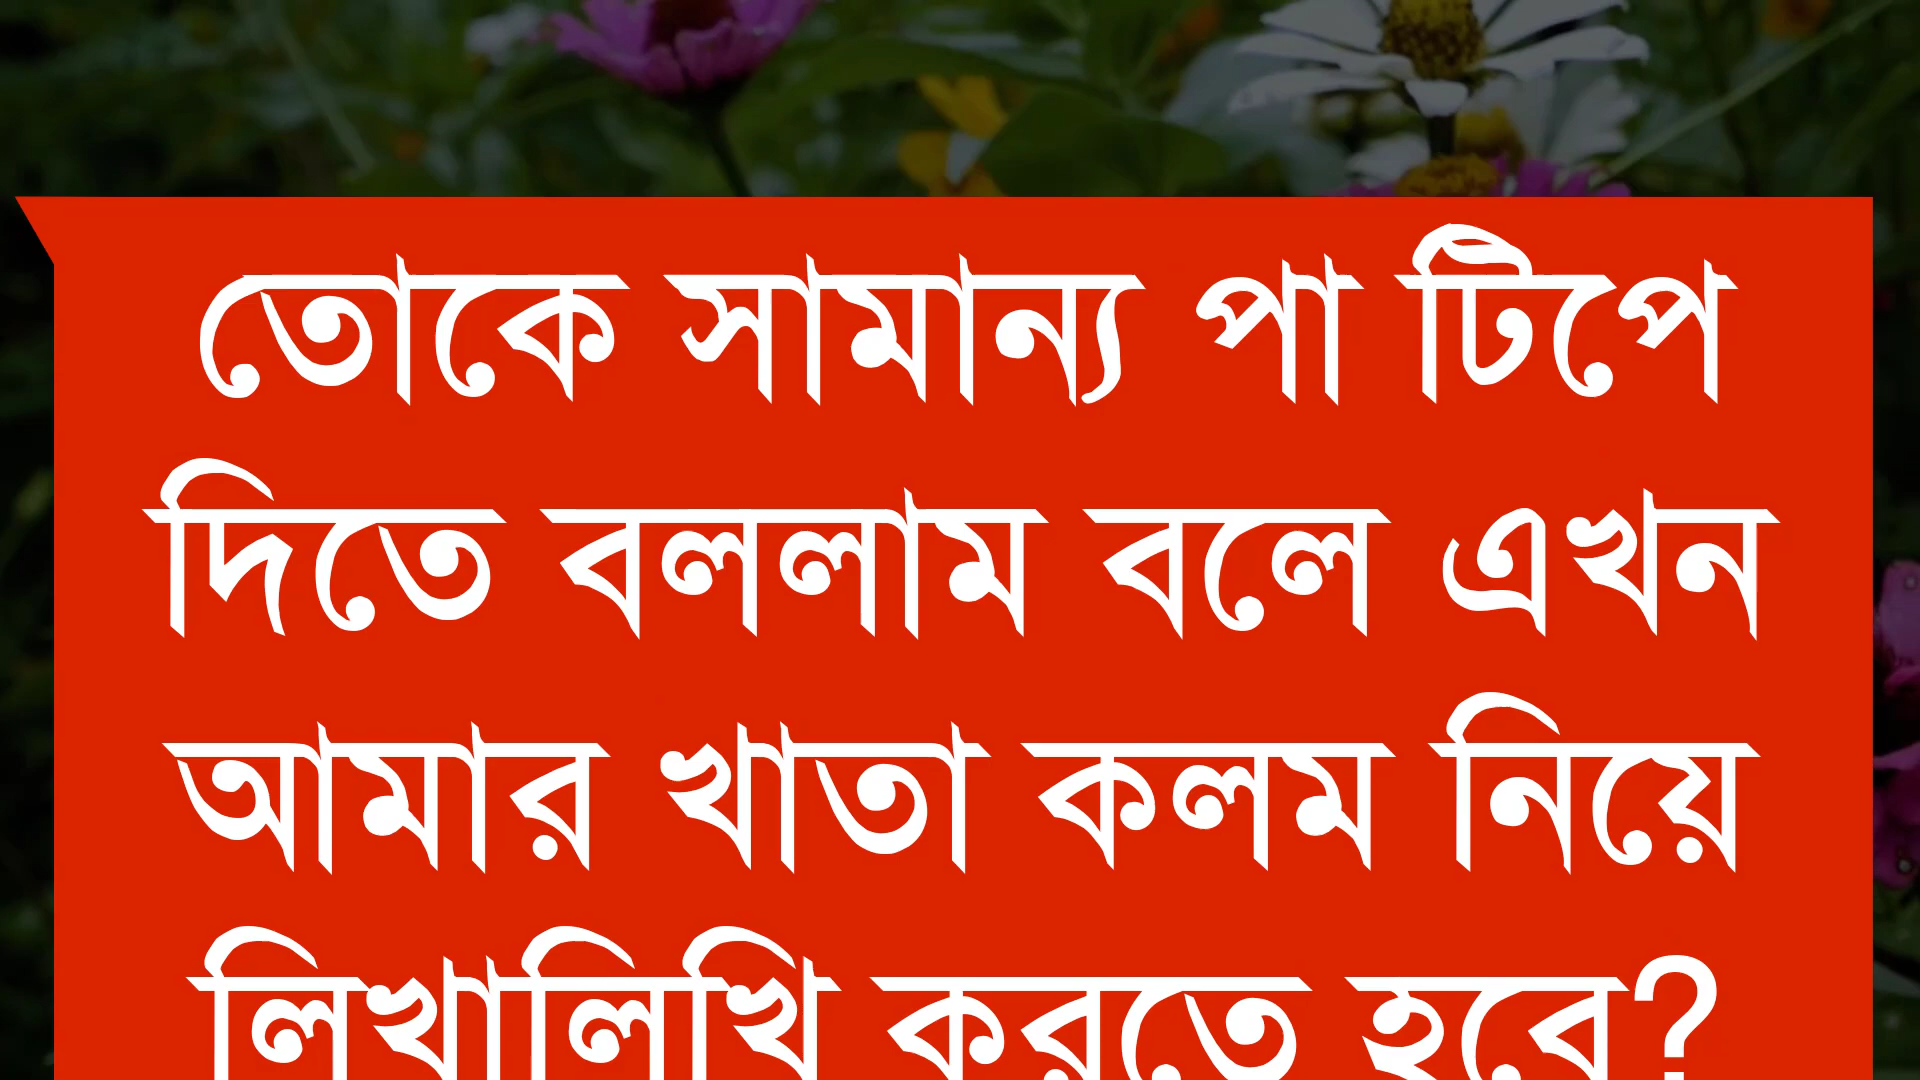 তোকে সামান্য পা টিপে
দিতে বললাম বলে এখন
আমার খাতা কলম নিয়ে
লিখালিখি করতে হবে?